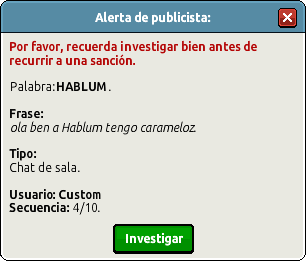 Alerta de publicista:
Por favor, recuerda investigar bien antes de
recurrir a una sanción.
Palabra:HABLUM.
Frase:
ola ben a Hablum tengo carameloz.
Tipo:
Chat de sala.
Usuario: Custom
Secuencia: 4/10.
Investigar